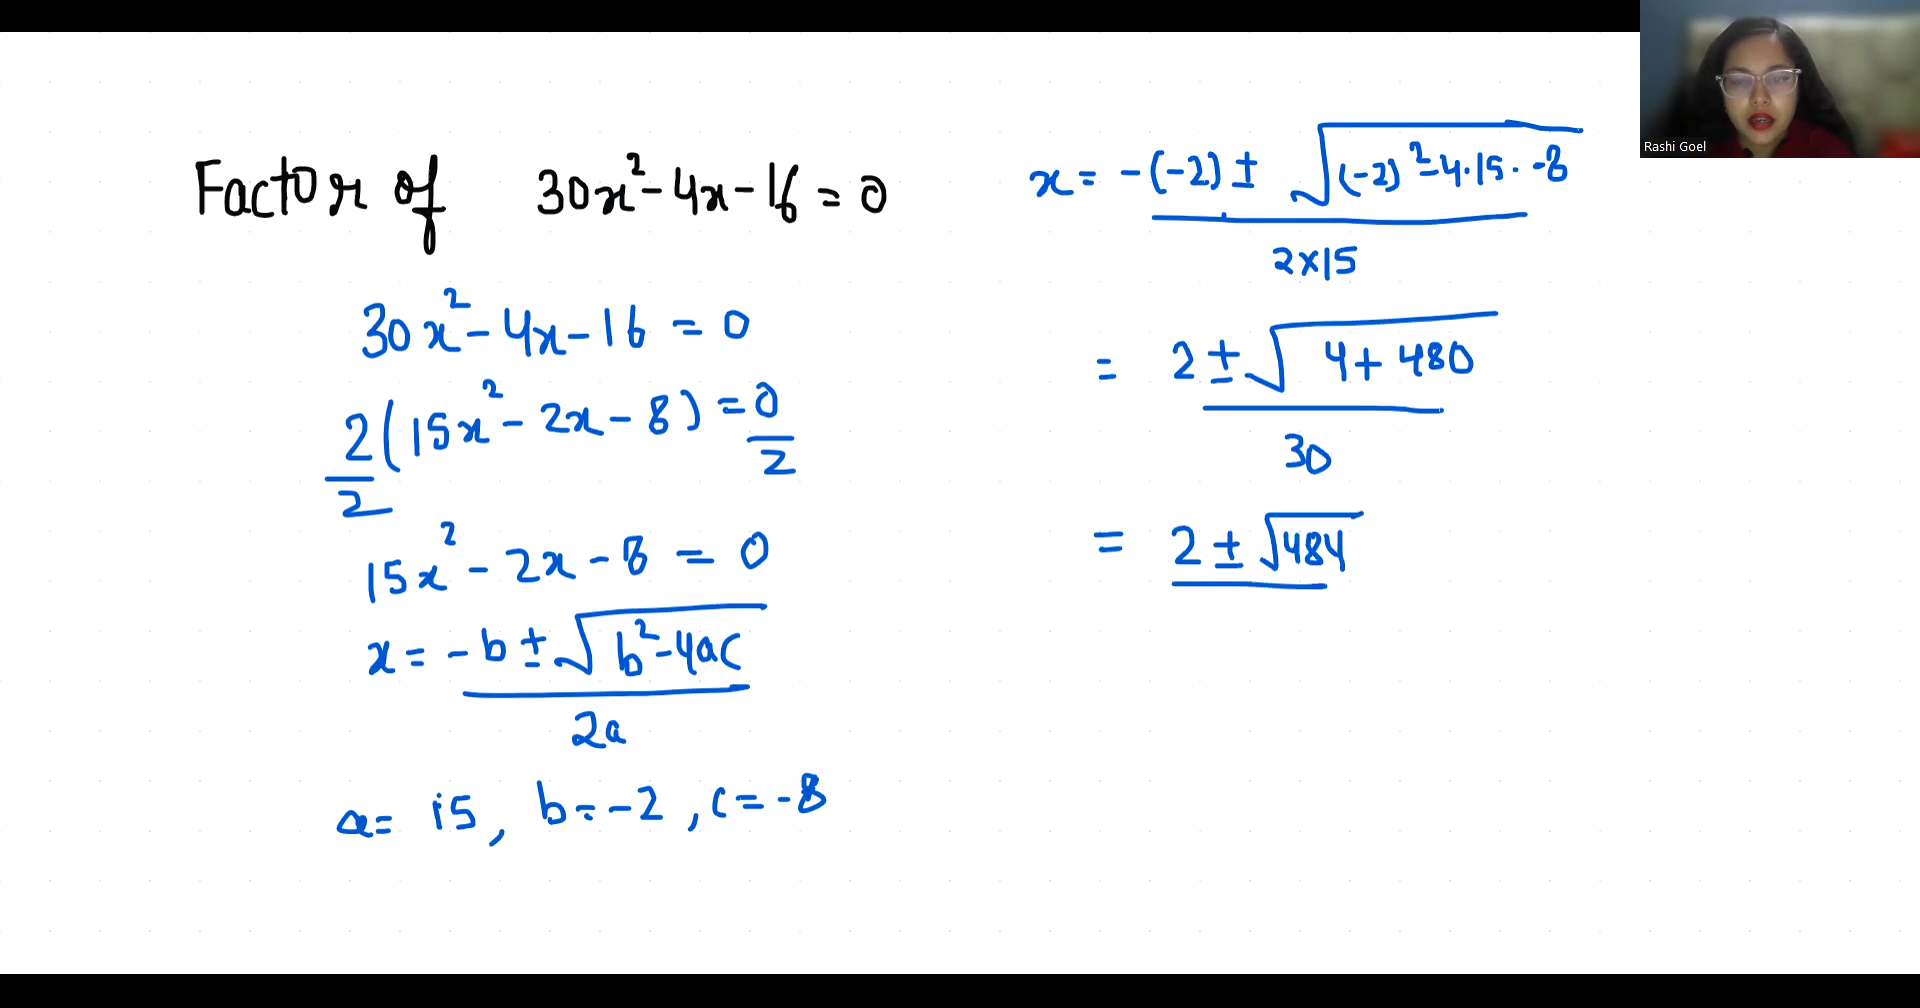 Factor of 30x²-4x-16=0
30x²-4x-16=0
2(15x²-2x-8)=0
2 2
15x²-2x-8=0
x=-b±√b²-4ac
2a
a=15, b=-2, c=-8
x=-(-2)±√(-2)²-4·15·-8
2×15
=2±√4+480
30
=2±√484
Rashi Goel